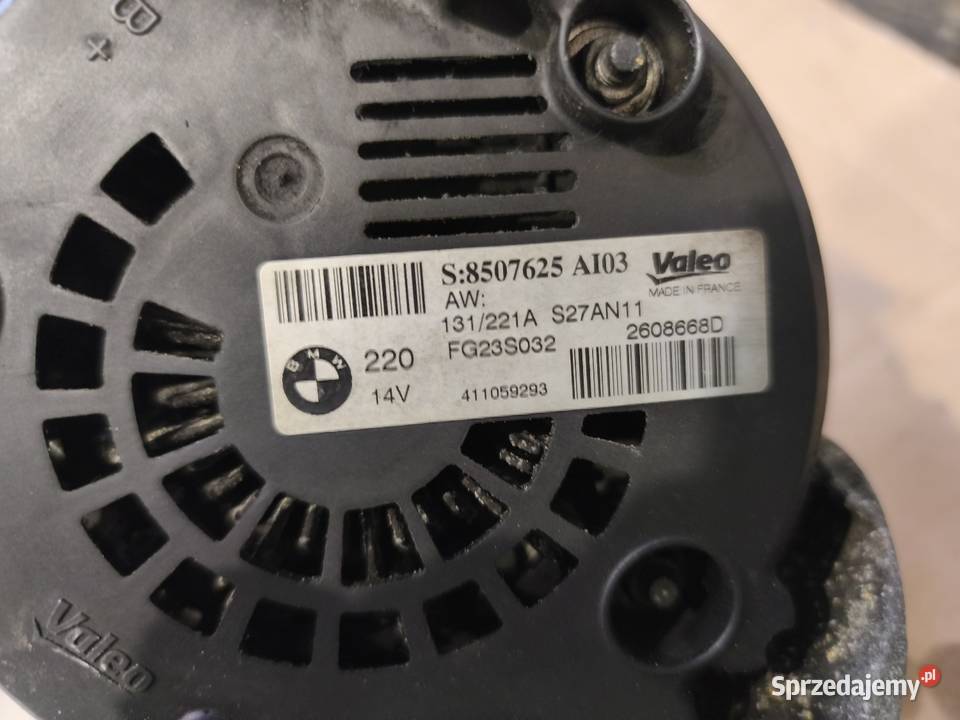 B
+
S:8507625 AI03
Valeo
MADE IN FRANCE
AW:
131/221A S27AN11
FG23S032
2608668D
BMW
220
14V
411059293
Valeo
Sprzedajemy.pl